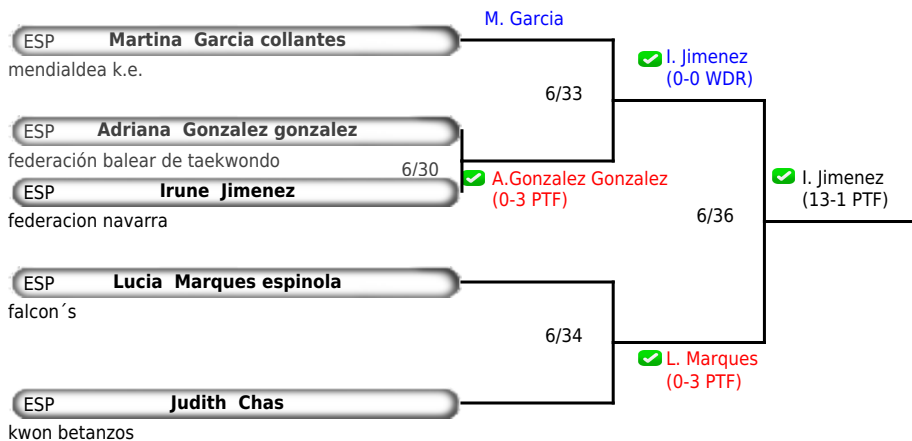 M. Garcia
ESP Martina Garcia collantes
mendialdea k.e.
I. Jimenez
(0-0 WDR)
6/33
ESP Adriana Gonzalez gonzalez
federación balear de taekwondo
6/30
A.Gonzalez Gonzalez
(0-3 PTF)
I. Jimenez
(13-1 PTF)
ESP Irune Jimenez
federacion navarra
6/36
ESP Lucia Marques espinola
falcon´s
6/34
L. Marques
(0-3 PTF)
ESP Judith Chas
kwon betanzos